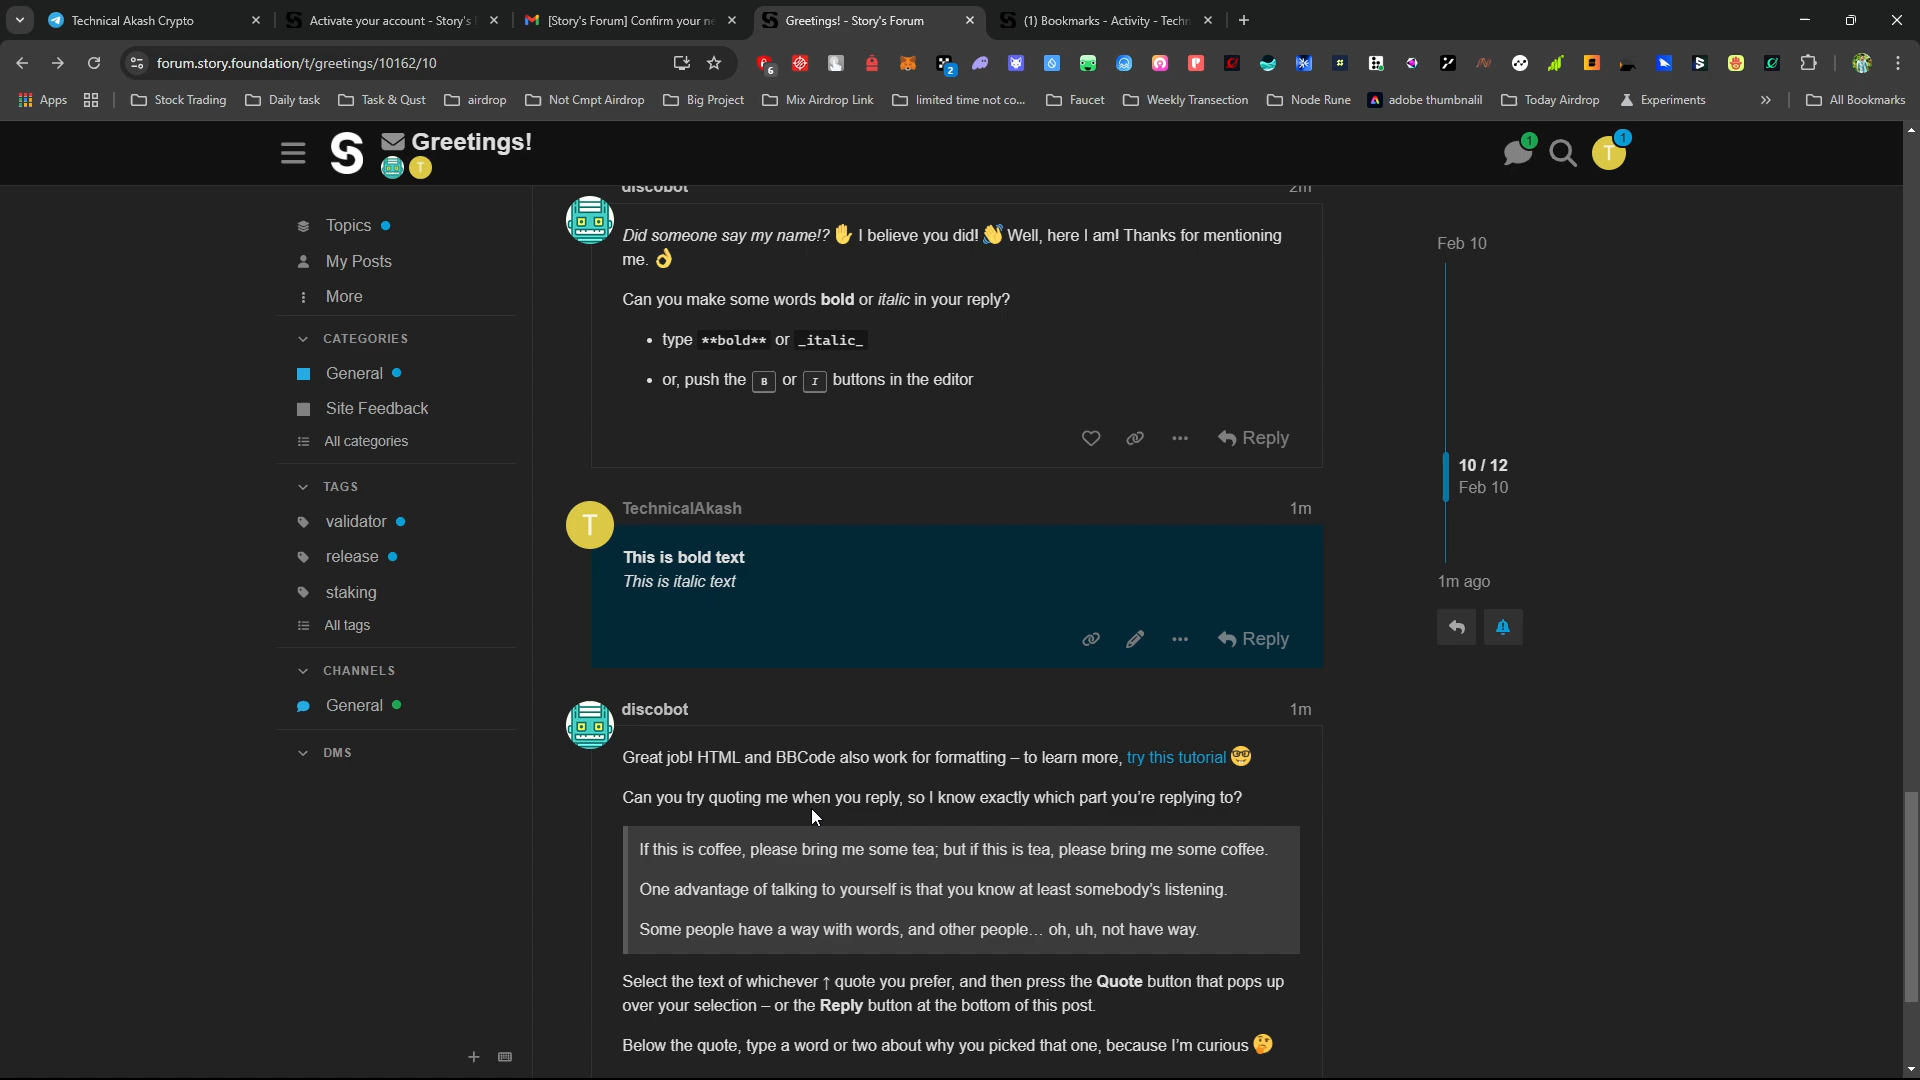 Technical Akash Crypto
Activate your account - Story's
[Story's Forum] Confirm your ne
Greetings! - Story's Forum
(1) Bookmarks - Activity - Techn
forum.story.foundation/t/greetings/10162/10
6
2
Apps
Stock Trading
Daily task
Task & Qust
airdrop
Not Cmpt Airdrop
Big Project
Mix Airdrop Link
limited time not co...
Faucet
Weekly Transection
Node Rune
adobe thumbnalil
Today Airdrop
Experiments
All Bookmarks
S
Greetings!
T
1
T
1
Topics
My Posts
More
CATEGORIES
General
Site Feedback
All categories
TAGS
validator
release
staking
All tags
CHANNELS
General
DMS
discobot
2m
Did someone say my name!? ✋ I believe you did! 👋 Well, here I am! Thanks for mentioning
me. 👌
Can you make some words bold or italic in your reply?
• type **bold** or _italic_
• or, push the B or I buttons in the editor
Reply
T
TechnicalAkash
1m
This is bold text
This is italic text
Reply
discobot
1m
Great job! HTML and BBCode also work for formatting – to learn more, try this tutorial 🤓
Can you try quoting me when you reply, so I know exactly which part you're replying to?
If this is coffee, please bring me some tea; but if this is tea, please bring me some coffee.
One advantage of talking to yourself is that you know at least somebody's listening.
Some people have a way with words, and other people… oh, uh, not have way.
Select the text of whichever ↑ quote you prefer, and then press the Quote button that pops up
over your selection – or the Reply button at the bottom of this post.
Below the quote, type a word or two about why you picked that one, because I'm curious 🤔
Feb 10
10 / 12
Feb 10
1m ago